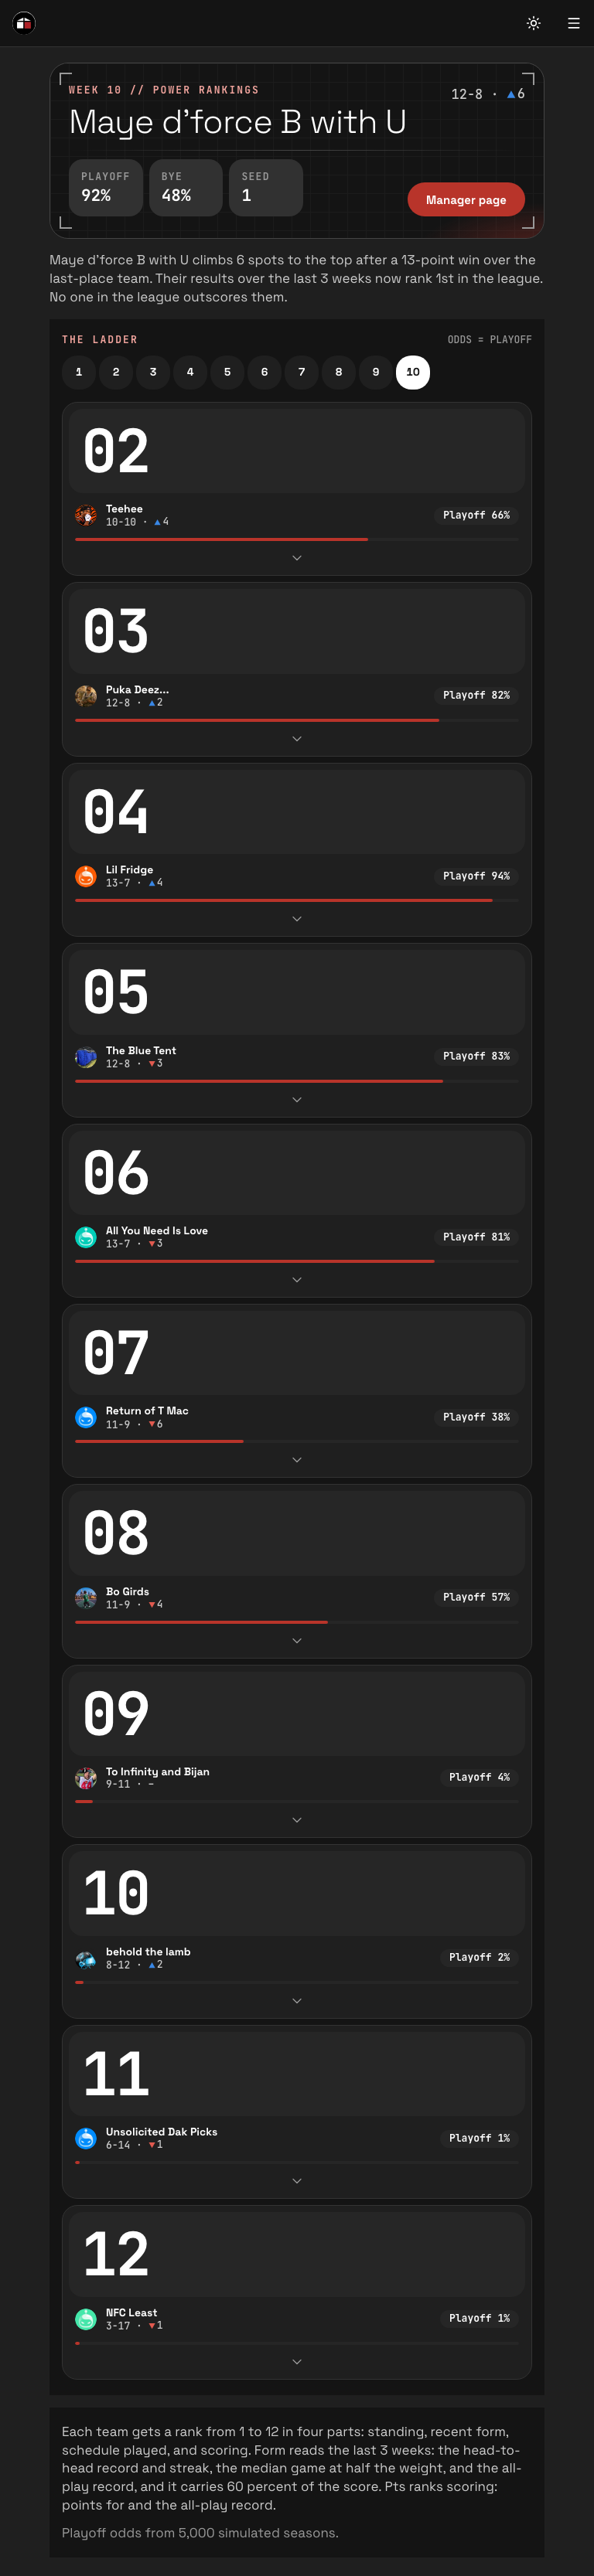 WEEK 10 // POWER RANKINGS
12-8 · ▲6
Maye d'force B with U
PLAYOFF
92%
BYE
48%
SEED
1
Manager page
Maye d'force B with U climbs 6 spots to the top after a 13-point win over the
last-place team. Their results over the last 3 weeks now rank 1st in the league.
No one in the league outscores them.
THE LADDER
ODDS = PLAYOFF
1 2 3 4 5 6 7 8 9 10
02
Teehee
10-10 · ▲4
Playoff 66%
03
Puka Deez...
12-8 · ▲2
Playoff 82%
04
Lil Fridge
13-7 · ▲4
Playoff 94%
05
The Blue Tent
12-8 · ▼3
Playoff 83%
06
All You Need Is Love
13-7 · ▼3
Playoff 81%
07
Return of T Mac
11-9 · ▼6
Playoff 38%
08
Bo Girds
11-9 · ▼4
Playoff 57%
09
To Infinity and Bijan
9-11 · –
Playoff 4%
10
behold the lamb
8-12 · ▲2
Playoff 2%
11
Unsolicited Dak Picks
6-14 · ▼1
Playoff 1%
12
NFC Least
3-17 · ▼1
Playoff 1%
Each team gets a rank from 1 to 12 in four parts: standing, recent form,
schedule played, and scoring. Form reads the last 3 weeks: the head-to-
head record and streak, the median game at half the weight, and the all-
play record, and it carries 60 percent of the score. Pts ranks scoring:
points for and the all-play record.
Playoff odds from 5,000 simulated seasons.